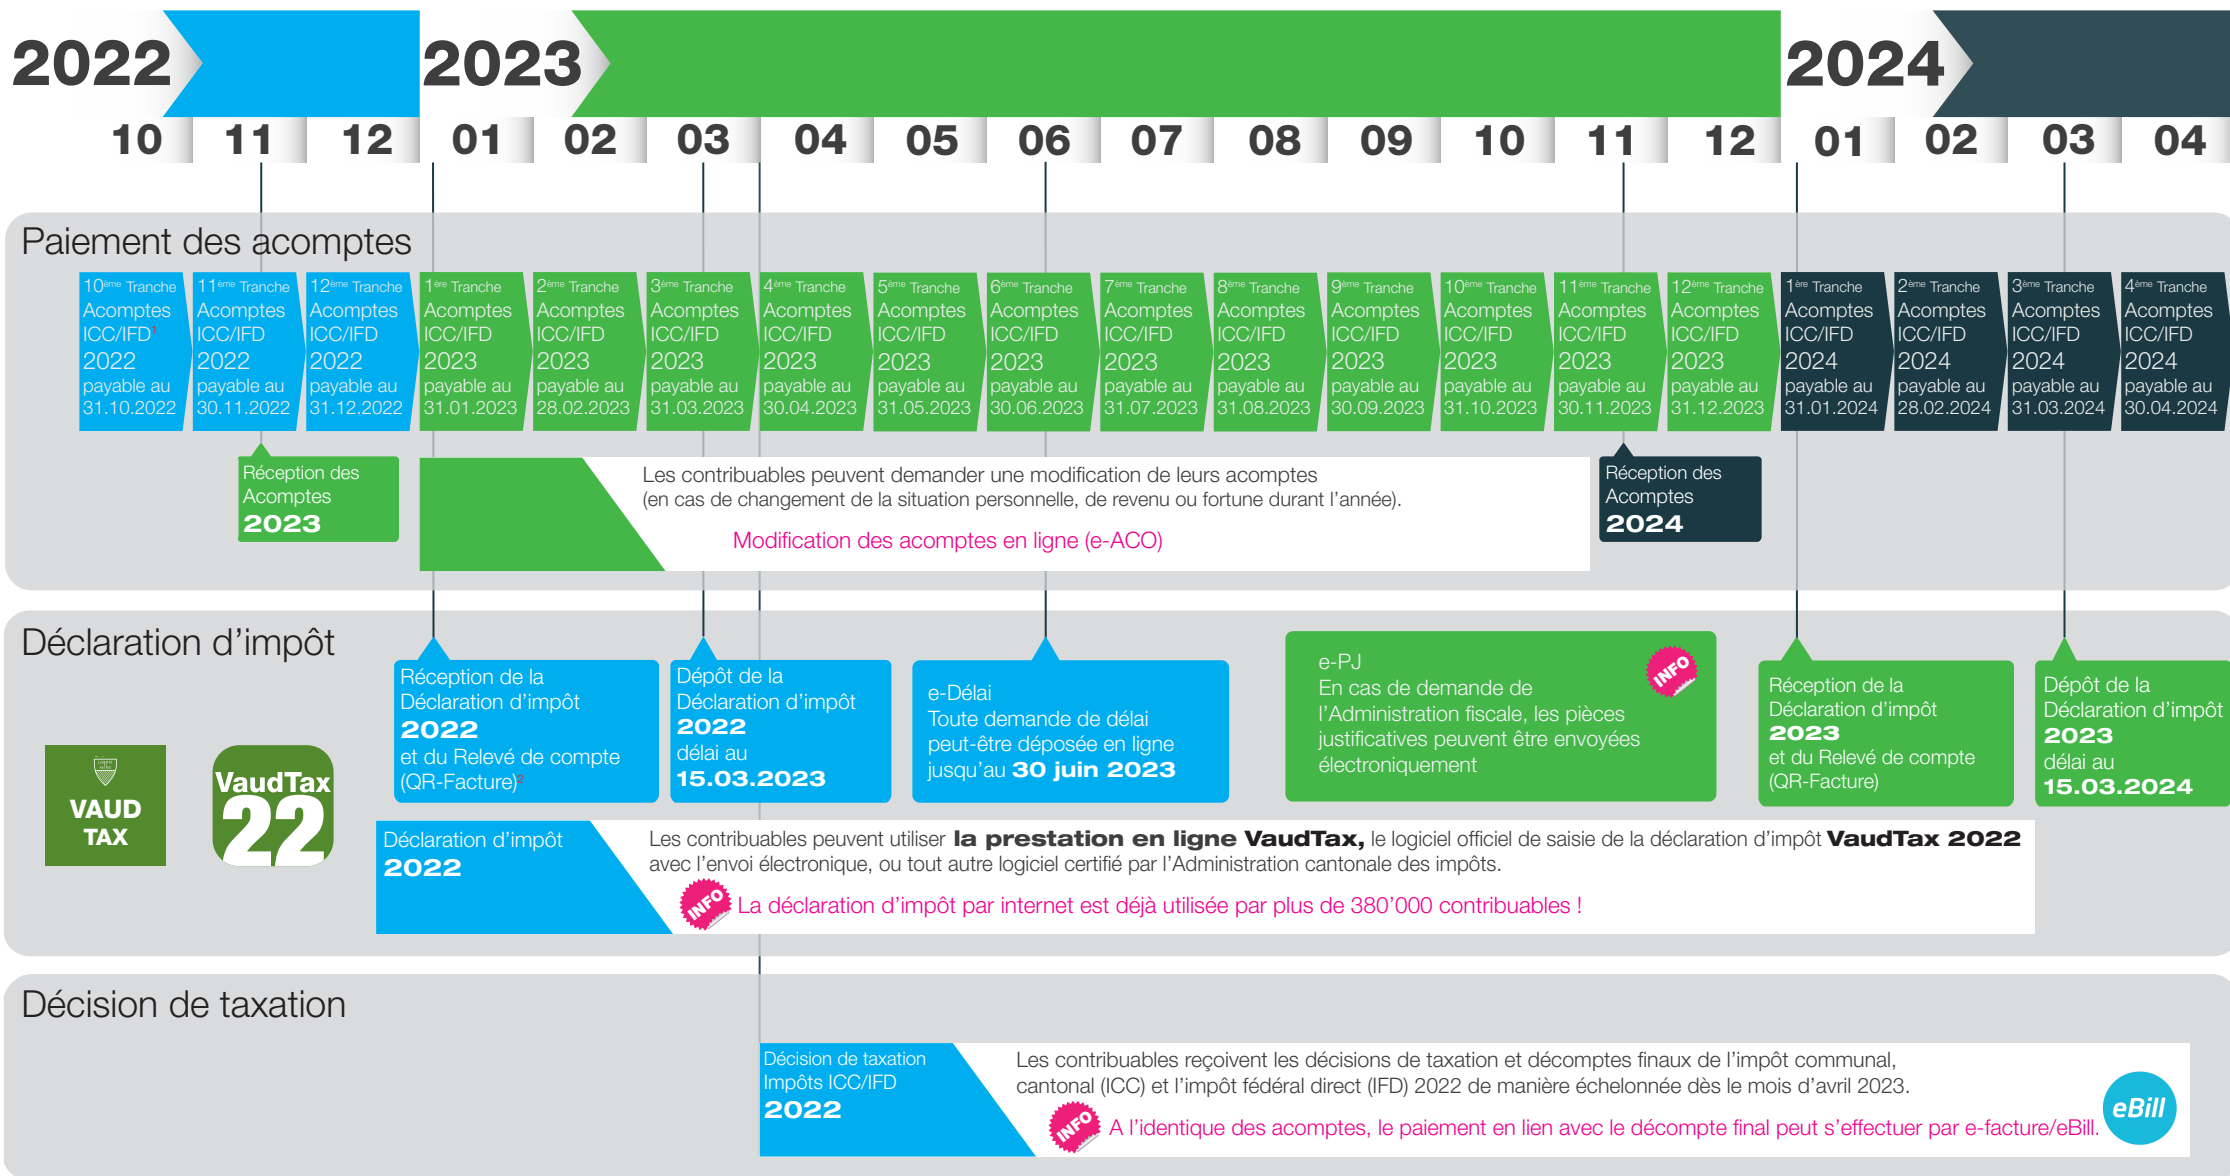 2022
2023
2024
10 11 12 01 02 03 04 05 06 07 08 09 10 11 12 01 02 03 04
Paiement des acomptes
10ème Tranche
Acomptes
ICC/IFD1
2022
payable au
31.10.2022
11ème Tranche
Acomptes
ICC/IFD
2022
payable au
30.11.2022
12ème Tranche
Acomptes
ICC/IFD
2022
payable au
31.12.2022
1ère Tranche
Acomptes
ICC/IFD
2023
payable au
31.01.2023
2ème Tranche
Acomptes
ICC/IFD
2023
payable au
28.02.2023
3ème Tranche
Acomptes
ICC/IFD
2023
payable au
31.03.2023
4ème Tranche
Acomptes
ICC/IFD
2023
payable au
30.04.2023
5ème Tranche
Acomptes
ICC/IFD
2023
payable au
31.05.2023
6ème Tranche
Acomptes
ICC/IFD
2023
payable au
30.06.2023
7ème Tranche
Acomptes
ICC/IFD
2023
payable au
31.07.2023
8ème Tranche
Acomptes
ICC/IFD
2023
payable au
31.08.2023
9ème Tranche
Acomptes
ICC/IFD
2023
payable au
30.09.2023
10ème Tranche
Acomptes
ICC/IFD
2023
payable au
31.10.2023
11ème Tranche
Acomptes
ICC/IFD
2023
payable au
30.11.2023
12ème Tranche
Acomptes
ICC/IFD
2023
payable au
31.12.2023
1ère Tranche
Acomptes
ICC/IFD
2024
payable au
31.01.2024
2ème Tranche
Acomptes
ICC/IFD
2024
payable au
28.02.2024
3ème Tranche
Acomptes
ICC/IFD
2024
payable au
31.03.2024
4ème Tranche
Acomptes
ICC/IFD
2024
payable au
30.04.2024
Réception des
Acomptes
2023
Les contribuables peuvent demander une modification de leurs acomptes
(en cas de changement de la situation personnelle, de revenu ou fortune durant l'année).
Modification des acomptes en ligne (e-ACO)
Réception des
Acomptes
2024
Déclaration d'impôt
VAUD
TAX
VaudTax
22
Réception de la
Déclaration d'impôt
2022
et du Relevé de compte
(QR-Facture)2
Dépôt de la
Déclaration d'impôt
2022
délai au
15.03.2023
e-Délai
Toute demande de délai
peut-être déposée en ligne
jusqu'au 30 juin 2023
e-PJ
En cas de demande de
l'Administration fiscale, les pièces
justificatives peuvent être envoyées
électroniquement
INFO
Réception de la
Déclaration d'impôt
2023
et du Relevé de compte
(QR-Facture)
Dépôt de la
Déclaration d'impôt
2023
délai au
15.03.2024
Déclaration d'impôt
2022
Les contribuables peuvent utiliser la prestation en ligne VaudTax, le logiciel officiel de saisie de la déclaration d'impôt VaudTax 2022
avec l'envoi électronique, ou tout autre logiciel certifié par l'Administration cantonale des impôts.
INFO
La déclaration d'impôt par internet est déjà utilisée par plus de 380'000 contribuables !
Décision de taxation
Décision de taxation
Impôts ICC/IFD
2022
Les contribuables reçoivent les décisions de taxation et décomptes finaux de l'impôt communal,
cantonal (ICC) et l'impôt fédéral direct (IFD) 2022 de manière échelonnée dès le mois d'avril 2023.
INFO
A l'identique des acomptes, le paiement en lien avec le décompte final peut s'effectuer par e-facture/eBill.
eBill